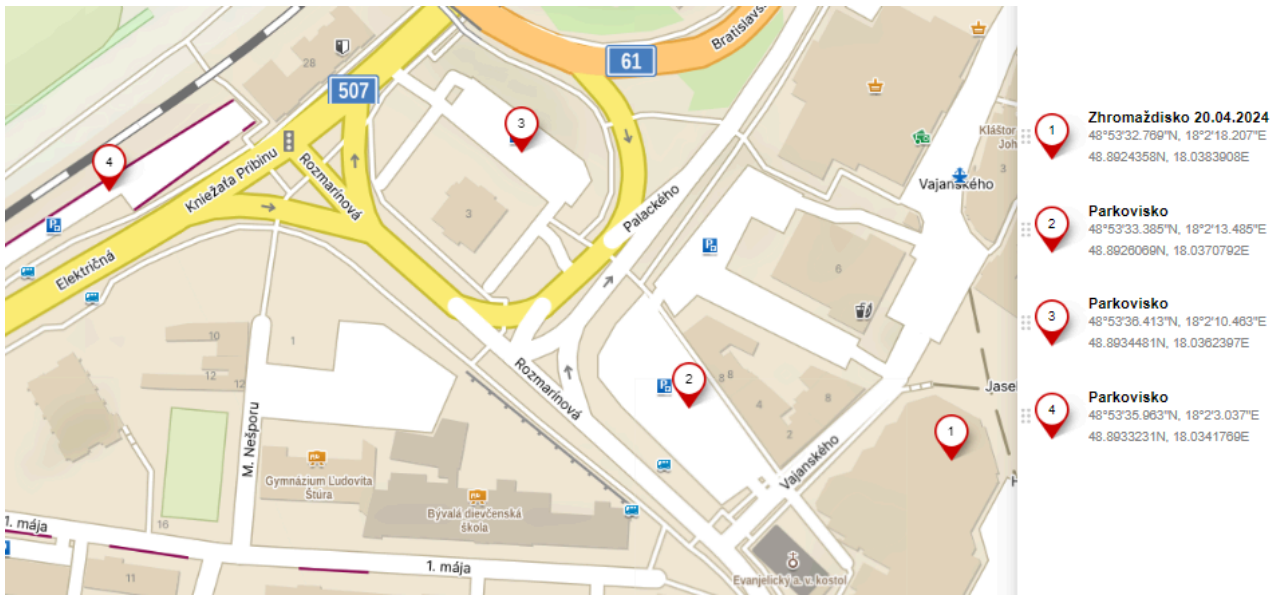 61
Bratislavs
28
507
3
Kláštor
Joh
3
4
Kniežaťa Pribinu
Rozmarínová
Vajanského
Palackého
3
6
Električná
10
1
12
12
Rozmarínová
2
8
8
4
8
Jasel
M. Nešporu
2
1
Vajanského
Gymnázium Ľudovíta
Štúra
Bývalá dievčenská
škola
1. mája
16
1. mája
11
Evanjelický a. v. kostol
1
Zhromaždisko 20.04.2024
48°53'32.769"N, 18°2'18.207"E
48.8924358N, 18.0383908E
2
Parkovisko
48°53'33.385"N, 18°2'13.485"E
48.8926069N, 18.0370792E
3
Parkovisko
48°53'36.413"N, 18°2'10.463"E
48.8934481N, 18.0362397E
4
Parkovisko
48°53'35.963"N, 18°2'3.037"E
48.8933231N, 18.0341769E